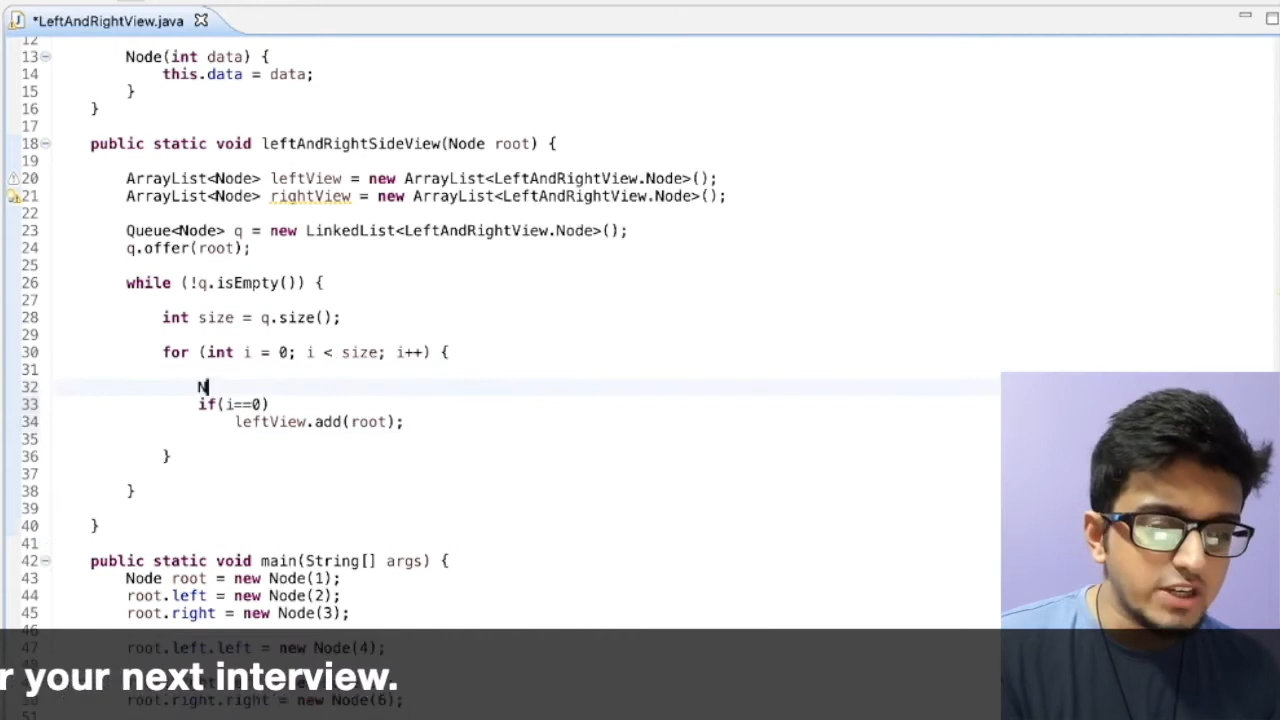 *LeftAndRightView.java
12
13 Node(int data) {
14 this.data = data;
15 }
16 }
17
18 public static void leftAndRightSideView(Node root) {
19
20 ArrayList<Node> leftView = new ArrayList<LeftAndRightView.Node>();
21 ArrayList<Node> rightView = new ArrayList<LeftAndRightView.Node>();
22
23 Queue<Node> q = new LinkedList<LeftAndRightView.Node>();
24 q.offer(root);
25
26 while (!q.isEmpty()) {
27
28 int size = q.size();
29
30 for (int i = 0; i < size; i++) {
31
32 N
33 if(i==0)
34 leftView.add(root);
35
36 }
37
38 }
39
40 }
41
42 public static void main(String[] args) {
43 Node root = new Node(1);
44 root.left = new Node(2);
45 root.right = new Node(3);
46
47 root.left.left = new Node(4);
r your next interview.
root.right.right = new Node(6);
51